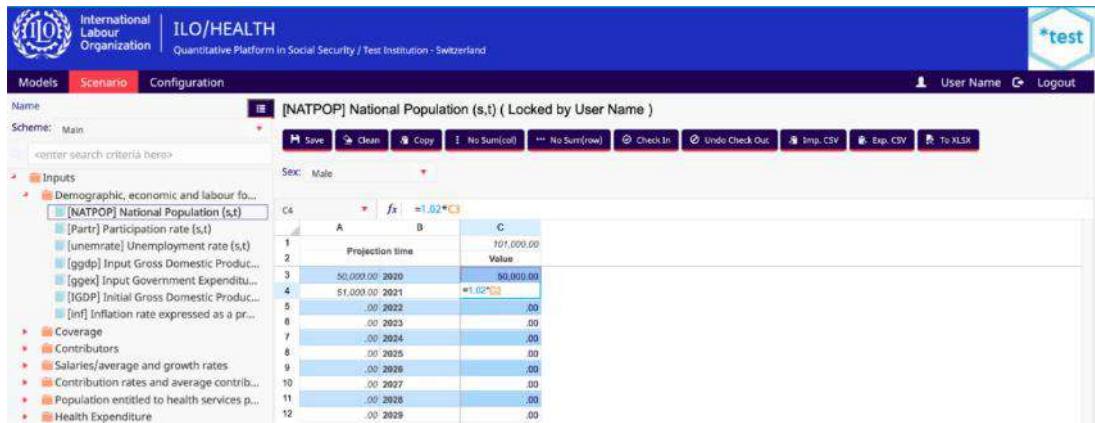 International
Labour
Organization
ILO/HEALTH
Quantitative Platform in Social Security / Test Institution - Switzerland
*test
Models Scenario Configuration User Name Logout
Name
Scheme: Main
<enter search criteria here>
Inputs
Demographic, economic and labour fo...
[NATPOP] National Population (s,t)
[Partr] Participation rate (s,t)
[unemrate] Unemployment rate (s,t)
[ggdp] Input Gross Domestic Produc...
[ggex] Input Government Expenditu...
[IGDP] Initial Gross Domestic Produc...
[inf] Inflation rate expressed as a pr...
Coverage
Contributors
Salaries/average and growth rates
Contribution rates and average contrib...
Population entitled to health services p...
Health Expenditure
[NATPOP] National Population (s,t) ( Locked by User Name )
Save Clean Copy No Sum(col) No Sum(row) Check In Undo Check Out Imp. CSV Exp. CSV To XLSX
Sex: Male
C4 fx =1.02*C3
A B C
1 101,000.00
Projection time
2 Value
3 50,000.00 2020 50,000.00
4 51,000.00 2021 =1.02*C3
5 .00 2022 .00
6 .00 2023 .00
7 .00 2024 .00
8 .00 2025 .00
9 .00 2026 .00
10 .00 2027 .00
11 .00 2028 .00
12 .00 2029 .00